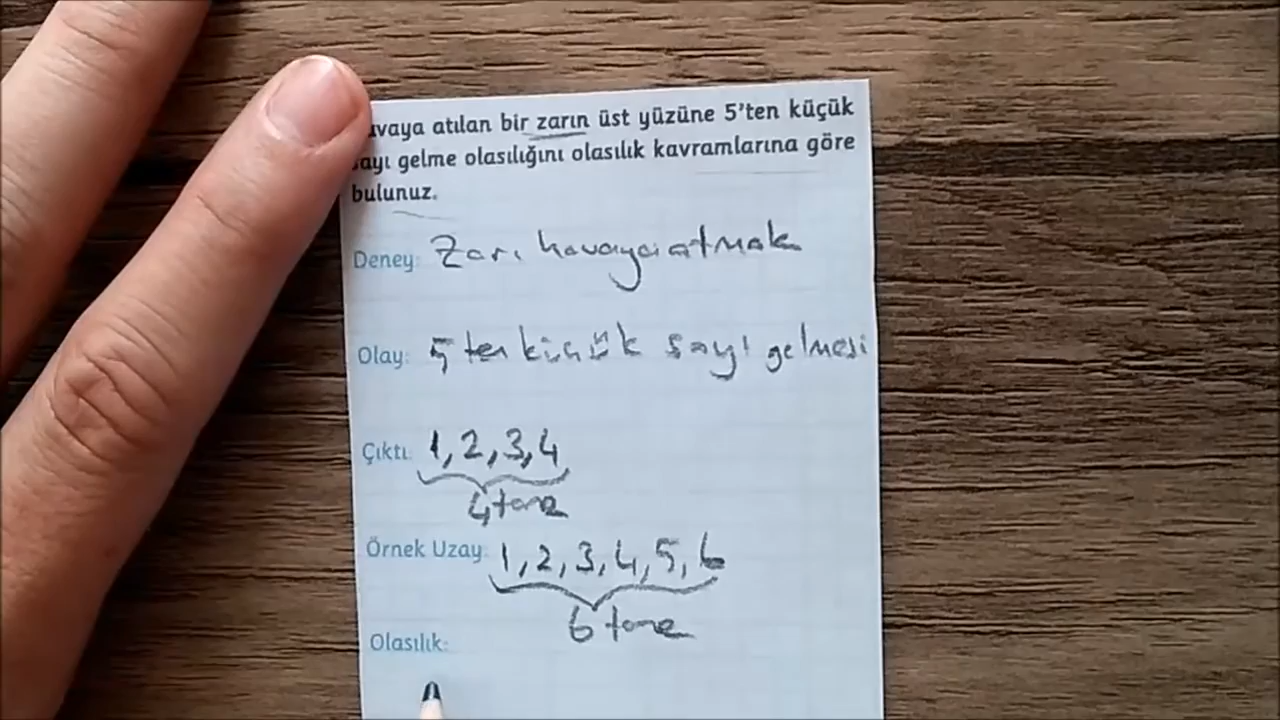 avaya atılan bir zarın üst yüzüne 5'ten küçük
sayı gelme olasılığını olasılık kavramlarına göre
bulunuz.
Deney: Zarı havaya atmak
Olay: 5 ten küçük sayı gelmesi
Çıktı: 1, 2, 3, 4
4 tane
Örnek Uzay: 1, 2, 3, 4, 5, 6
6 tane
Olasılık: